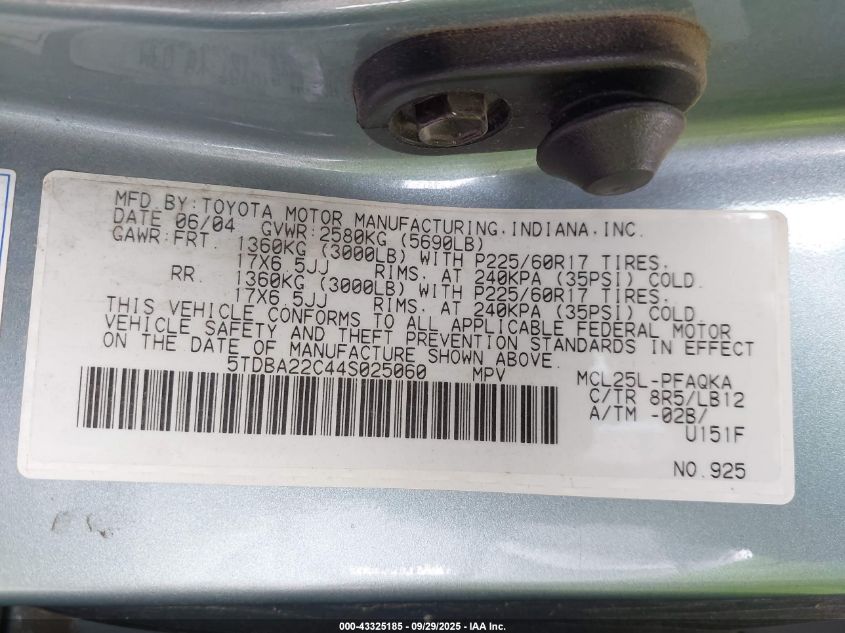 MFD.BY:TOYOTA MOTOR MANUFACTURING,INDIANA,INC.
DATE 06/04 GVWR:2580KG (5690LB)
GAWR:FRT. 1360KG (3000LB) WITH P225/60R17 TIRES.
17X6.5JJ RIMS. AT 240KPA (35PSI) COLD.
RR. 1360KG (3000LB) WITH P225/60R17 TIRES.
17X6.5JJ RIMS. AT 240KPA (35PSI) COLD.
THIS VEHICLE CONFORMS TO ALL APPLICABLE FEDERAL MOTOR
VEHICLE SAFETY AND THEFT PREVENTION STANDARDS IN EFFECT
ON THE DATE OF MANUFACTURE SHOWN ABOVE.
5TDBA22C44S025060 MPV
MCL25L-PFAQKA
C/TR 8R5/LB12
A/TM -02B/
U151F
NO.925
000-43325185 - 09/29/2025 - IAA Inc.